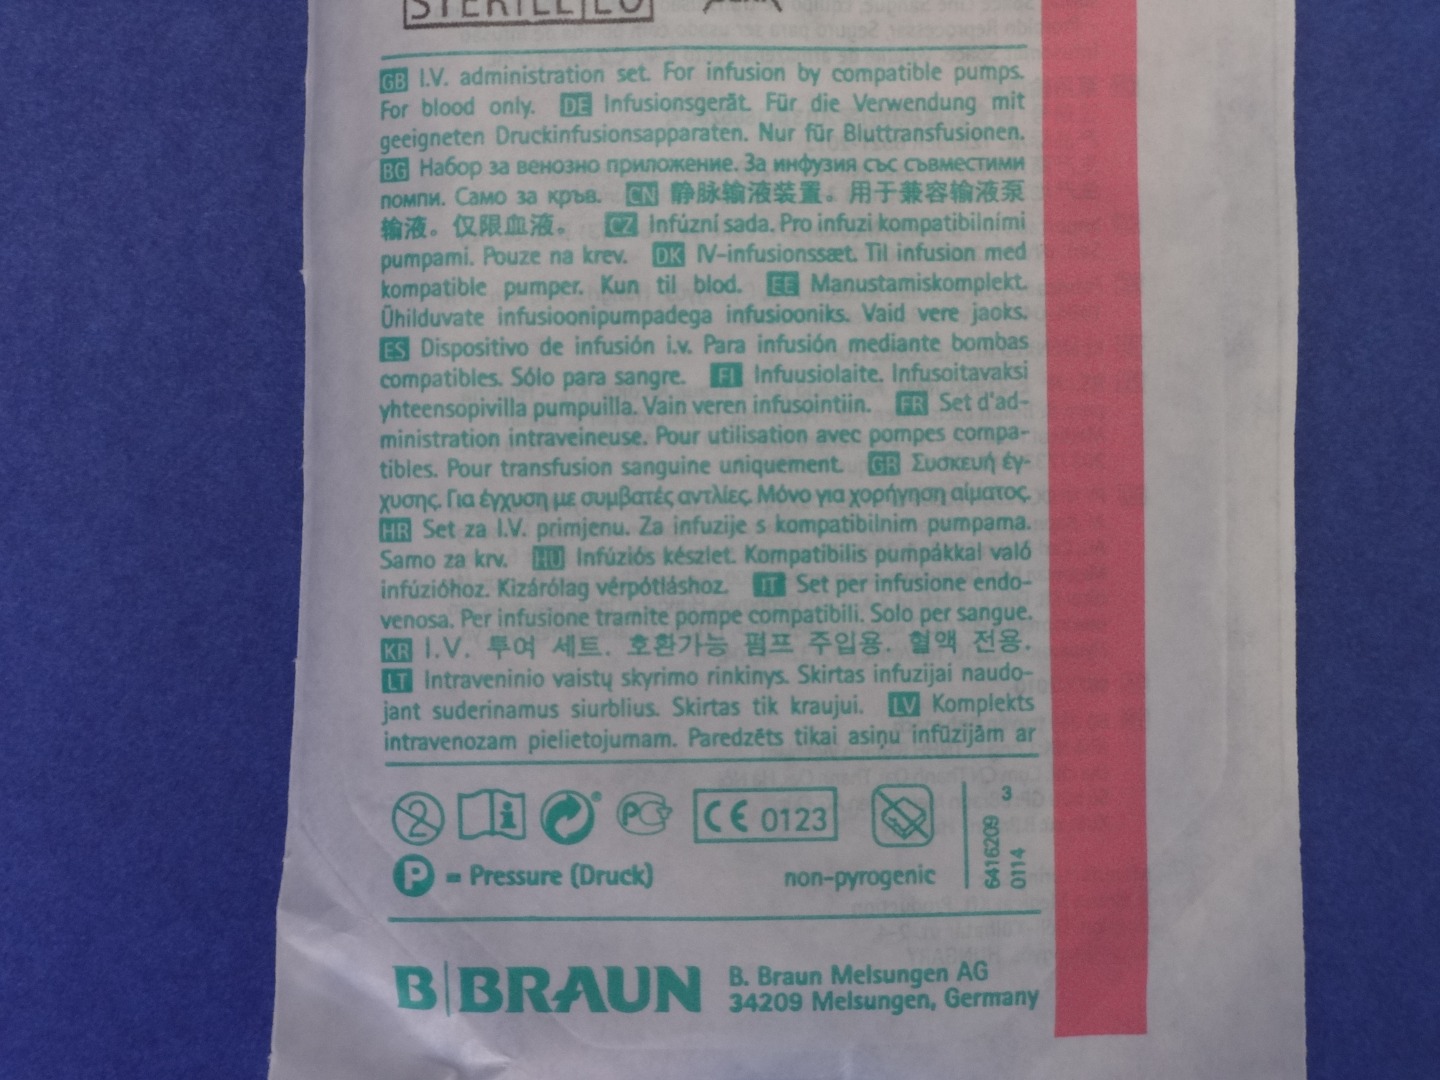 STERILE EO
GB I.V. administration set. For infusion by compatible pumps.
For blood only. DE Infusionsgerät. Für die Verwendung mit
geeigneten Druckinfusionsapparaten. Nur für Bluttransfusionen.
BG Набор за венозно приложение. За инфузия със съвместими
помпи. Само за кръв. CN 静脉输液装置。用于兼容输液泵
输液。仅限血液。 CZ Infúzní sada. Pro infuzi kompatibilními
pumpami. Pouze na krev. DK IV-infusionssæt. Til infusion med
kompatible pumper. Kun til blod. EE Manustamiskomplekt.
Ühilduvate infusioonipumpadega infusiooniks. Vaid vere jaoks.
ES Dispositivo de infusión i.v. Para infusión mediante bombas
compatibles. Sólo para sangre. FI Infuusiolaite. Infusoitavaksi
yhteensopivilla pumpuilla. Vain veren infusointiin. FR Set d'ad-
ministration intraveineuse. Pour utilisation avec pompes compa-
tibles. Pour transfusion sanguine uniquement. GR Συσκευή έγ-
χυσης. Για έγχυση με συμβατές αντλίες. Μόνο για χορήγηση αίματος.
HR Set za I.V. primjenu. Za infuzije s kompatibilnim pumpama.
Samo za krv. HU Infúziós készlet. Kompatibilis pumpákkal való
infúzióhoz. Kizárólag vérpótláshoz. IT Set per infusione endo-
venosa. Per infusione tramite pompe compatibili. Solo per sangue.
KR I.V. 투여 세트. 호환가능 펌프 주입용. 혈액 전용.
LT Intraveninio vaistų skyrimo rinkinys. Skirtas infuzijai naudo-
jant suderinamus siurblius. Skirtas tik kraujui. LV Komplekts
intravenozam pielietojumam. Paredzēts tikai asiņu infūzijām ar
2 i PG CE 0123
P = Pressure (Druck) non-pyrogenic
6416209 3
0114
B BRAUN
B. Braun Melsungen AG
34209 Melsungen, Germany